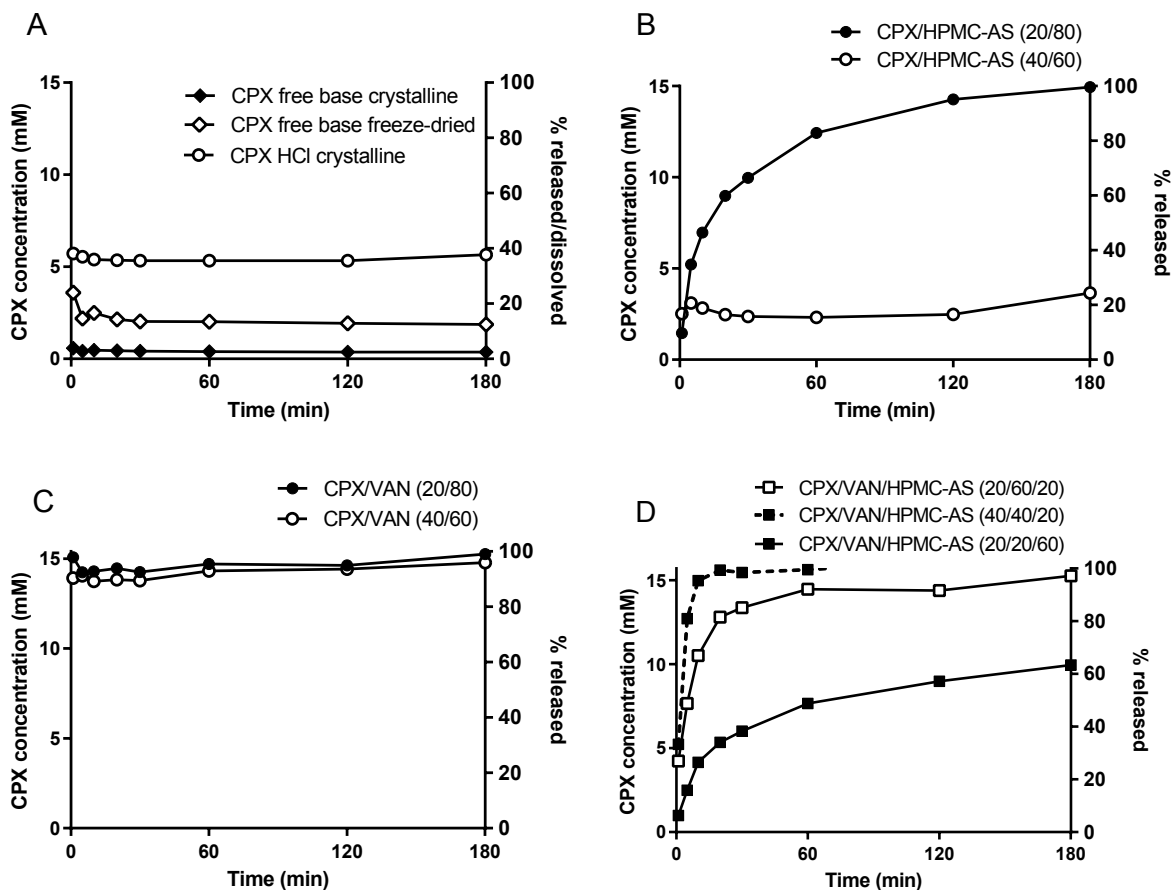 A
CPX free base crystalline
CPX free base freeze-dried
CPX HCl crystalline
CPX concentration (mM)
15
10
5
0
100
80
60
40
20
0
% released/dissolved
0 60 120 180
Time (min)
B
CPX/HPMC-AS (20/80)
CPX/HPMC-AS (40/60)
CPX concentration (mM)
15
10
5
0
100
80
60
40
20
0
% released
0 60 120 180
Time (min)
C
CPX/VAN (20/80)
CPX/VAN (40/60)
CPX concentration (mM)
15
10
5
0
100
80
60
40
20
0
% released
0 60 120 180
Time (min)
D
CPX/VAN/HPMC-AS (20/60/20)
CPX/VAN/HPMC-AS (40/40/20)
CPX/VAN/HPMC-AS (20/20/60)
CPX concentration (mM)
15
10
5
0
100
80
60
40
20
0
% released
0 60 120 180
Time (min)